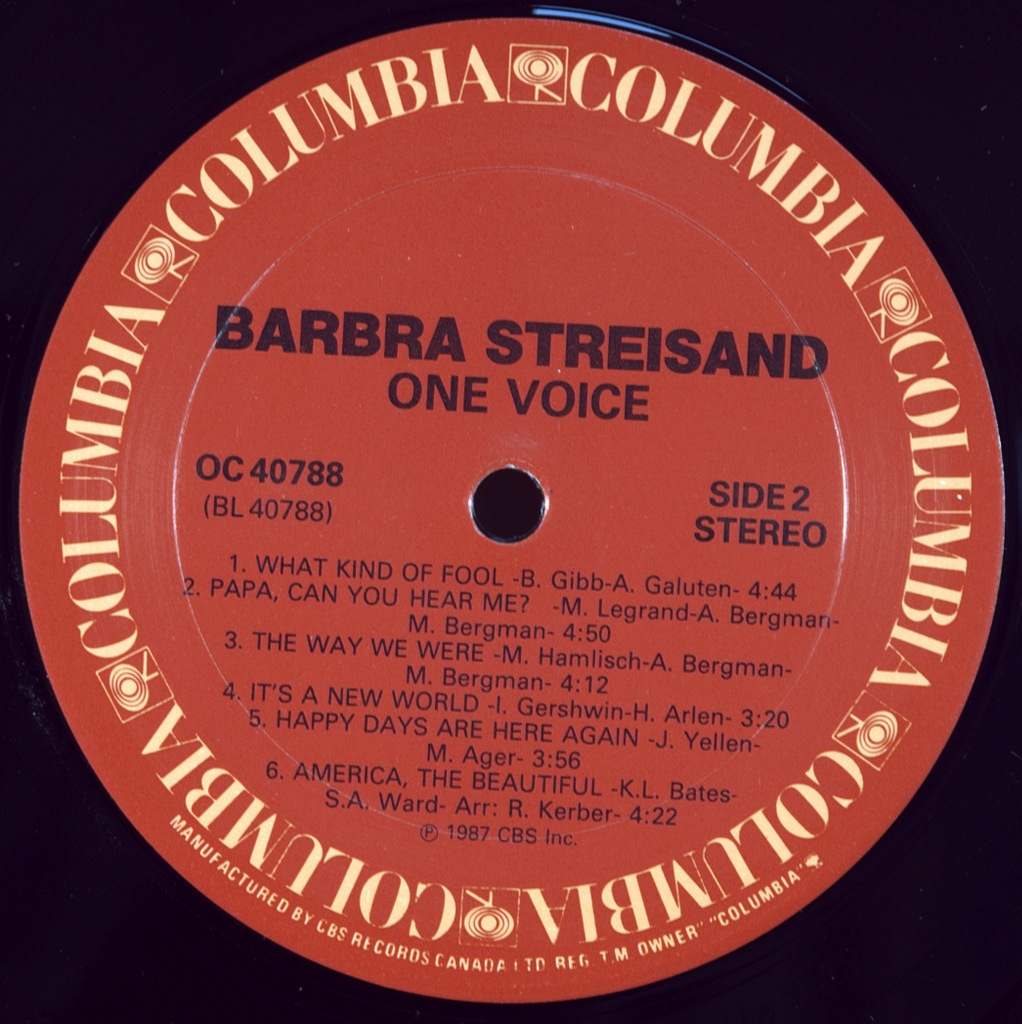 COLUMBIA COLUMBIA COLUMBIA COLUMBIA COLUMBIA COLUMBIA
BARBRA STREISAND
ONE VOICE
OC 40788
(BL 40788)
SIDE 2
STEREO
1. WHAT KIND OF FOOL -B. Gibb-A. Galuten- 4:44
2. PAPA, CAN YOU HEAR ME? -M. Legrand-A. Bergman-
M. Bergman- 4:50
3. THE WAY WE WERE -M. Hamlisch-A. Bergman-
M. Bergman- 4:12
4. IT'S A NEW WORLD -I. Gershwin-H. Arlen- 3:20
5. HAPPY DAYS ARE HERE AGAIN -J. Yellen-
M. Ager- 3:56
6. AMERICA, THE BEAUTIFUL -K.L. Bates-
S.A. Ward- Arr: R. Kerber- 4:22
℗ 1987 CBS Inc.
MANUFACTURED BY CBS RECORDS CANADA LTD REG. T.M. OWNER" "COLUMBIA"